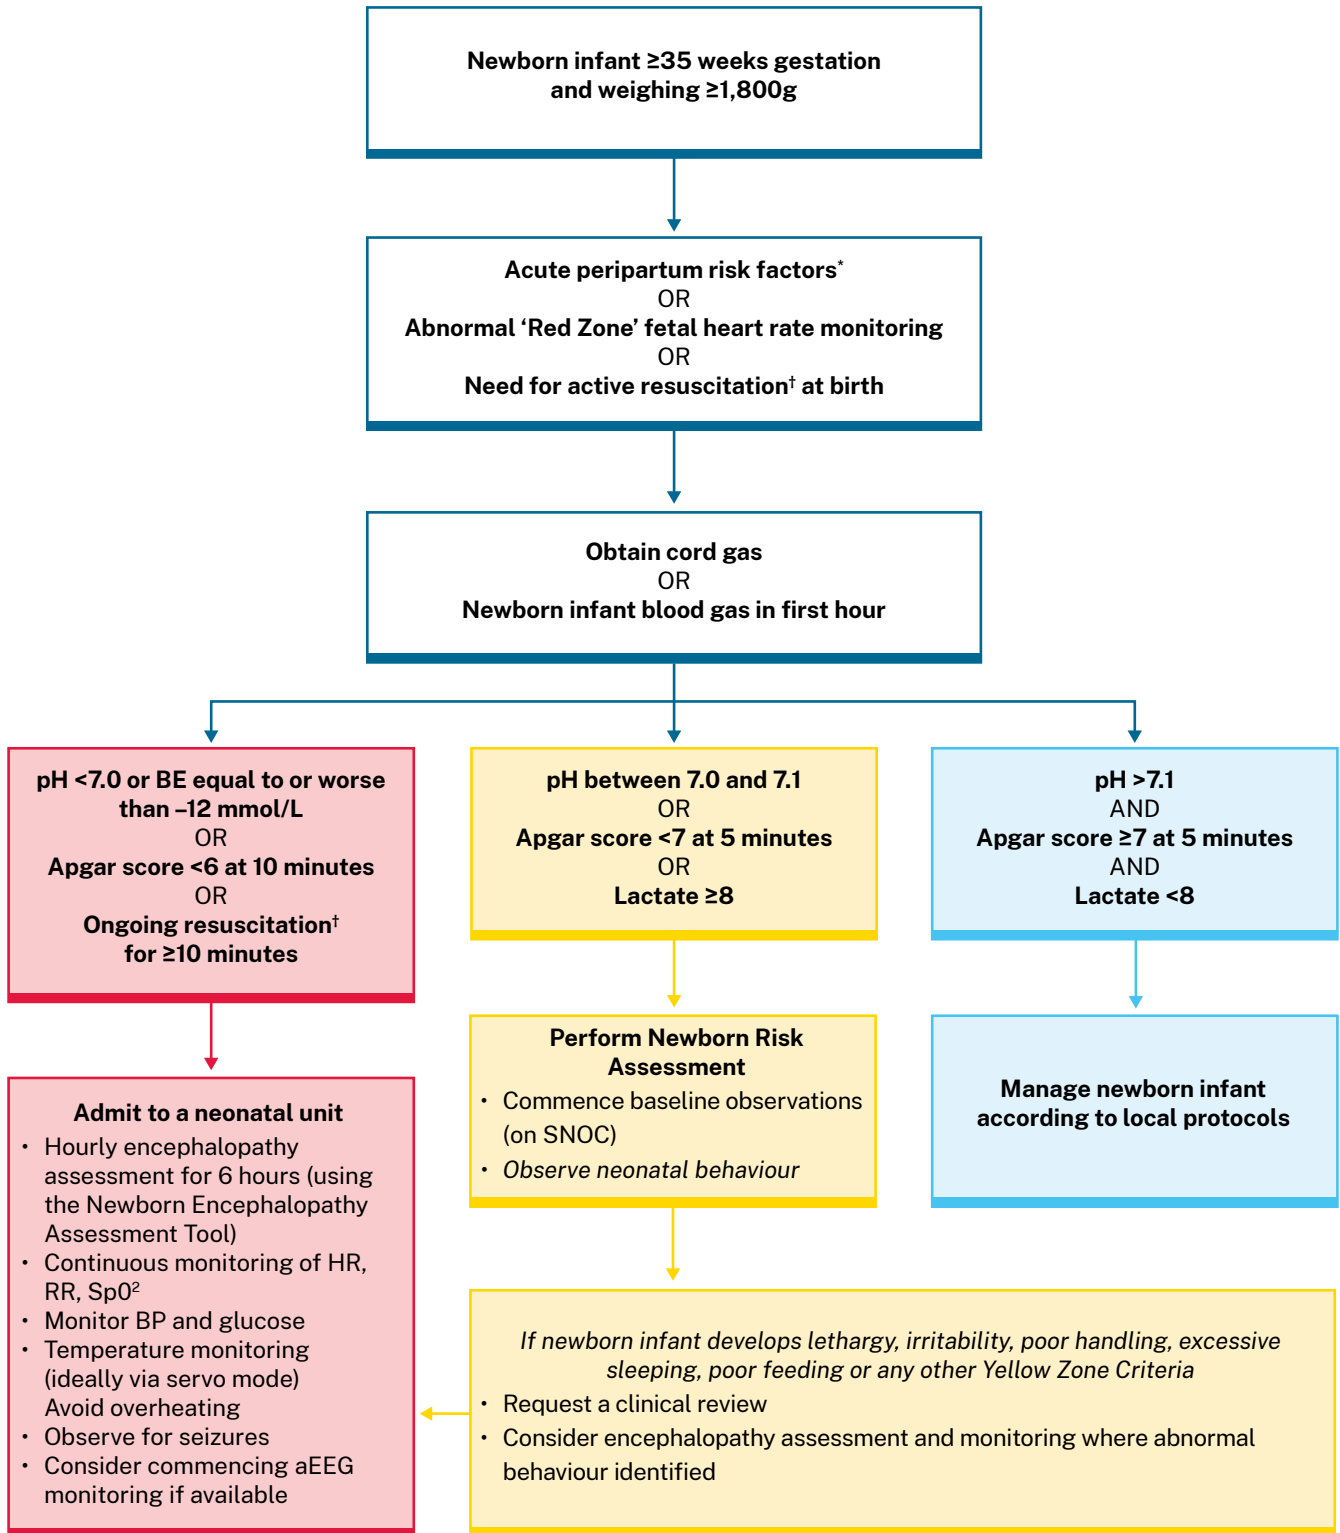 Newborn infant ≥35 weeks gestation
and weighing ≥1,800g
Acute peripartum risk factors*
OR
Abnormal ‘Red Zone’ fetal heart rate monitoring
OR
Need for active resuscitation† at birth
Obtain cord gas
OR
Newborn infant blood gas in first hour
pH <7.0 or BE equal to or worse
than –12 mmol/L
OR
Apgar score <6 at 10 minutes
OR
Ongoing resuscitation†
for ≥10 minutes
Admit to a neonatal unit
• Hourly encephalopathy
assessment for 6 hours (using
the Newborn Encephalopathy
Assessment Tool)
• Continuous monitoring of HR,
RR, Sp0²
• Monitor BP and glucose
• Temperature monitoring
(ideally via servo mode)
Avoid overheating
• Observe for seizures
• Consider commencing aEEG
monitoring if available
pH between 7.0 and 7.1
OR
Apgar score <7 at 5 minutes
OR
Lactate ≥8
Perform Newborn Risk
Assessment
• Commence baseline observations
(on SNOC)
• Observe neonatal behaviour
If newborn infant develops lethargy, irritability, poor handling, excessive
sleeping, poor feeding or any other Yellow Zone Criteria
• Request a clinical review
• Consider encephalopathy assessment and monitoring where abnormal
behaviour identified
pH >7.1
AND
Apgar score ≥7 at 5 minutes
AND
Lactate <8
Manage newborn infant
according to local protocols